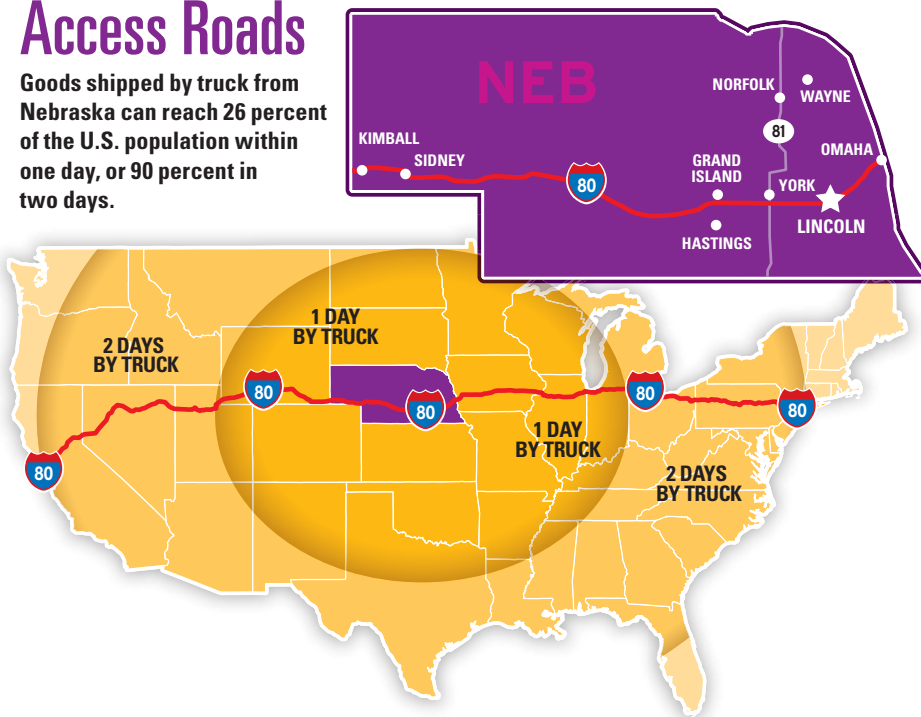 Access Roads
Goods shipped by truck from
Nebraska can reach 26 percent
of the U.S. population within
one day, or 90 percent in
two days.
NEB
NORFOLK
WAYNE
81
KIMBALL
SIDNEY
OMAHA
GRAND
ISLAND
80
YORK
LINCOLN
HASTINGS
1 DAY
BY TRUCK
2 DAYS
BY TRUCK
80
80
80
80
1 DAY
BY TRUCK
2 DAYS
BY TRUCK
80